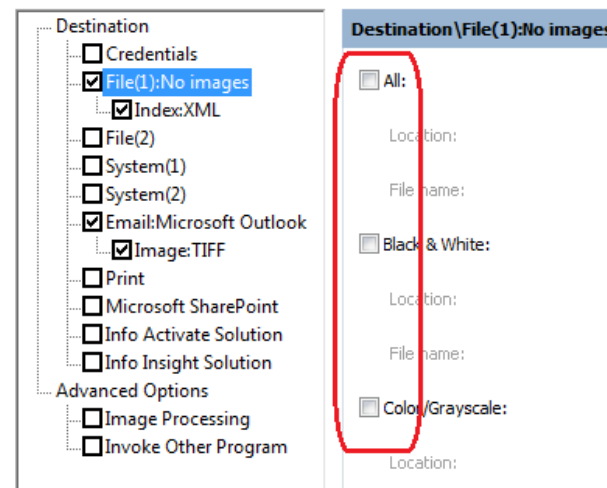 Destination
Credentials
File(1):No images
Index:XML
File(2)
System(1)
System(2)
Email:Microsoft Outlook
Image:TIFF
Print
Microsoft SharePoint
Info Activate Solution
Info Insight Solution
Advanced Options
Image Processing
Invoke Other Program
Destination\File(1):No images
All:
Location:
File name:
Black & White:
Location:
File name:
Color/Grayscale:
Location: